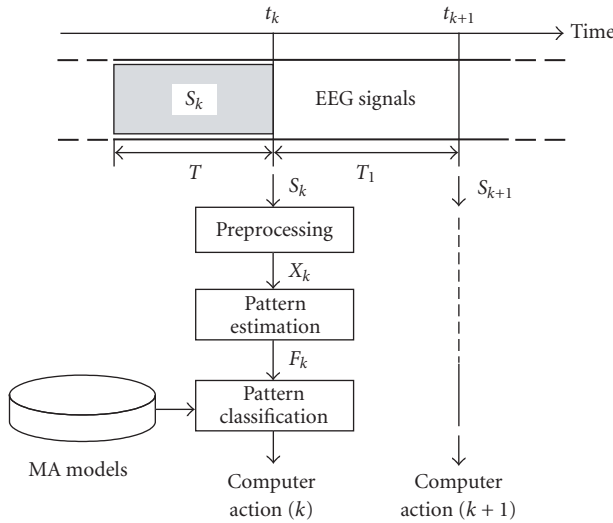 t_k
t_{k+1}
Time
S_k
EEG signals
T
T_1
S_k
S_{k+1}
Preprocessing
X_k
Pattern
estimation
F_k
Pattern
classification
MA models
Computer
action (k)
Computer
action (k + 1)